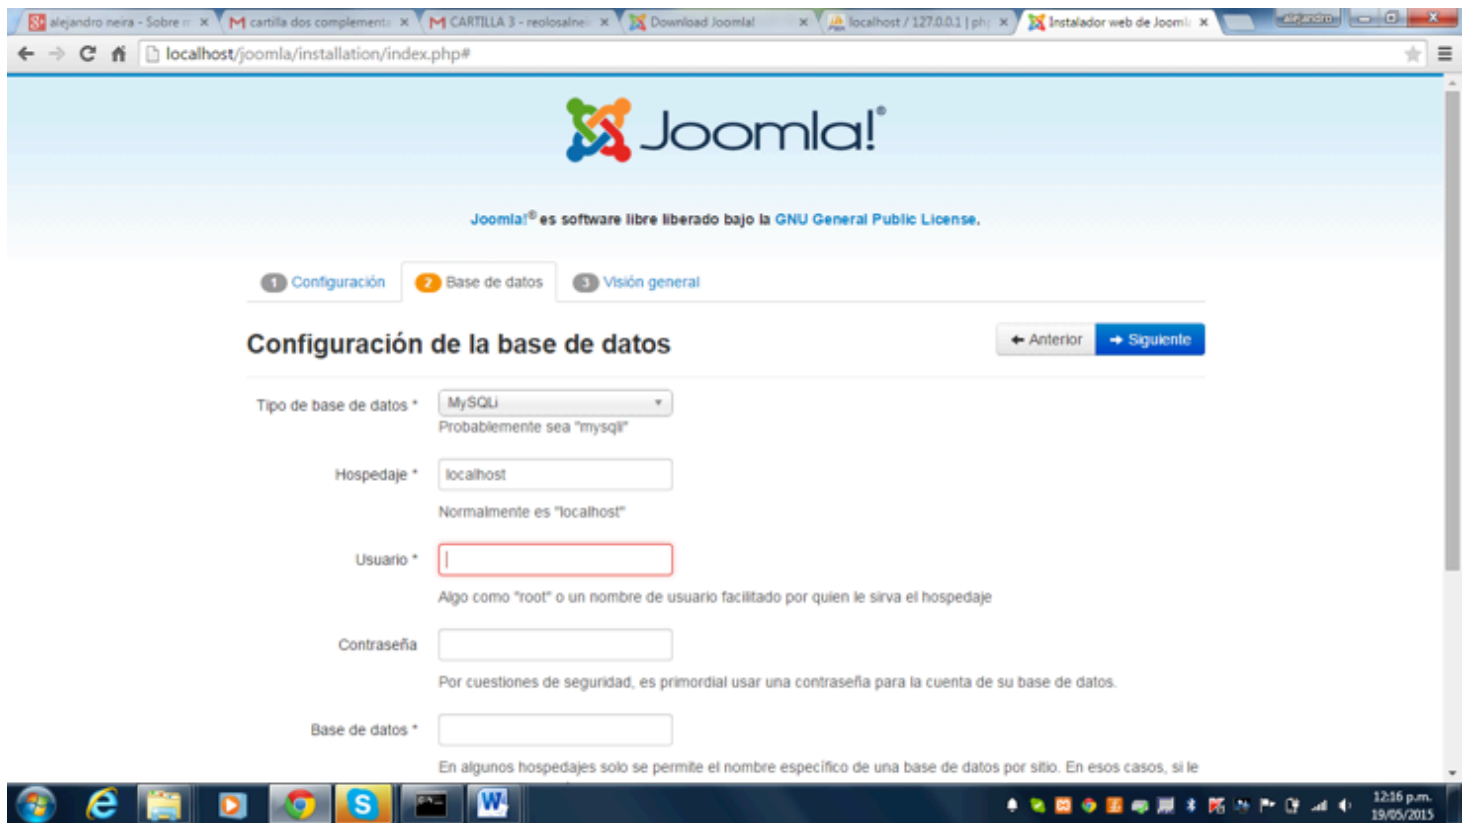 alejandro neira - Sobre m
cartilla dos complement
CARTILLA 3 - reolosalne
Download Joomla!
localhost / 127.0.0.1 | ph
Instalador web de Joomla
alejandro
localhost/joomla/installation/index.php#
Joomla!®
Joomla!® es software libre liberado bajo la GNU General Public License.
1 Configuración
2 Base de datos
3 Visión general
Configuración de la base de datos
Anterior
Siguiente
Tipo de base de datos *
MySQLi
Probablemente sea "mysqli"
Hospedaje *
localhost
Normalmente es "localhost"
Usuario *
Algo como "root" o un nombre de usuario facilitado por quien le sirva el hospedaje
Contraseña
Por cuestiones de seguridad, es primordial usar una contraseña para la cuenta de su base de datos.
Base de datos *
En algunos hospedajes solo se permite el nombre específico de una base de datos por sitio. En esos casos, si le
12:16 p.m.
19/05/2015